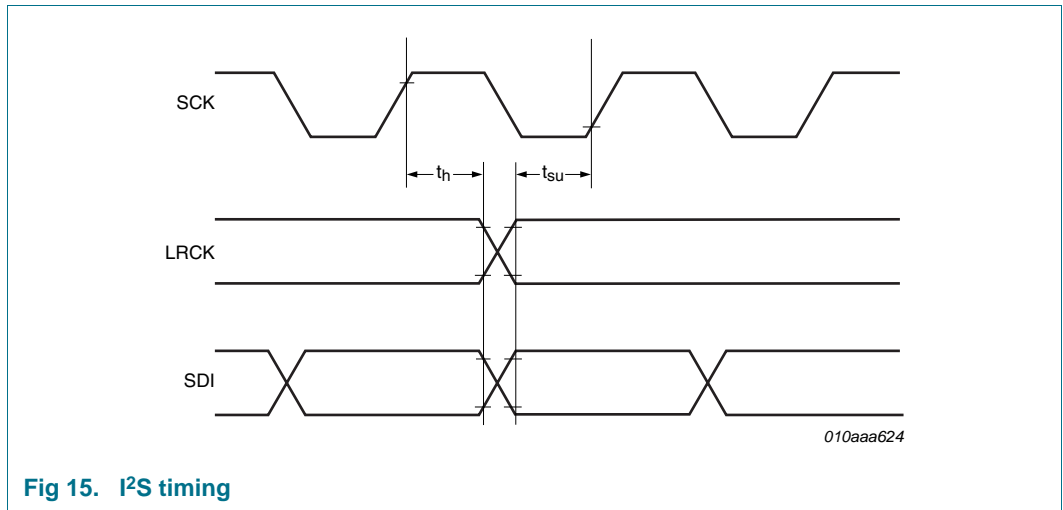 SCK
th
tsu
LRCK
SDI
010aaa624
Fig 15. I²S timing